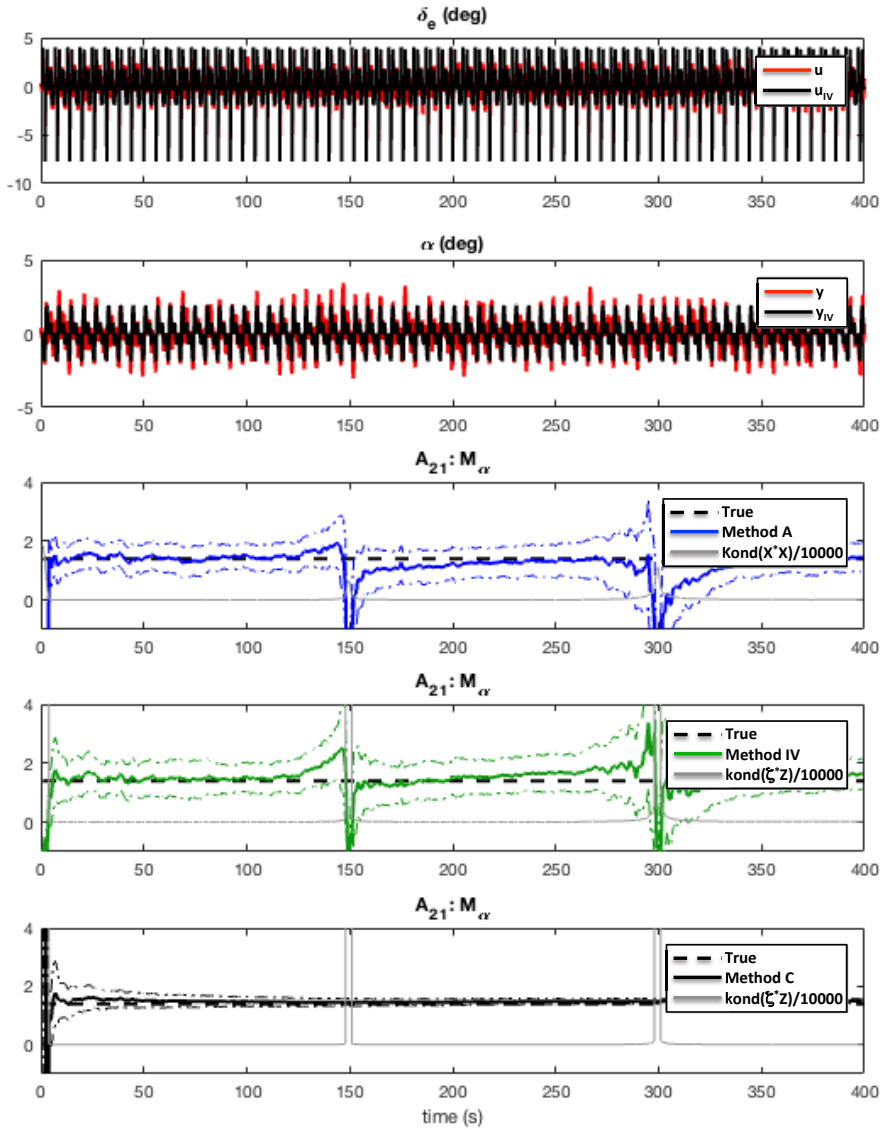 δe (deg)
5
0
-5
-10
u
uIV
0 50 100 150 200 250 300 350 400
α (deg)
5
0
-5
y
yIV
0 50 100 150 200 250 300 350 400
A21: Mα
4
2
0
True
Method A
Kond(X*X)/10000
0 50 100 150 200 250 300 350 400
A21: Mα
4
2
0
True
Method IV
kond(ζ*Z)/10000
0 50 100 150 200 250 300 350 400
A21: Mα
4
2
0
True
Method C
kond(ζ*Z)/10000
0 50 100 150 200 250 300 350 400
time (s)